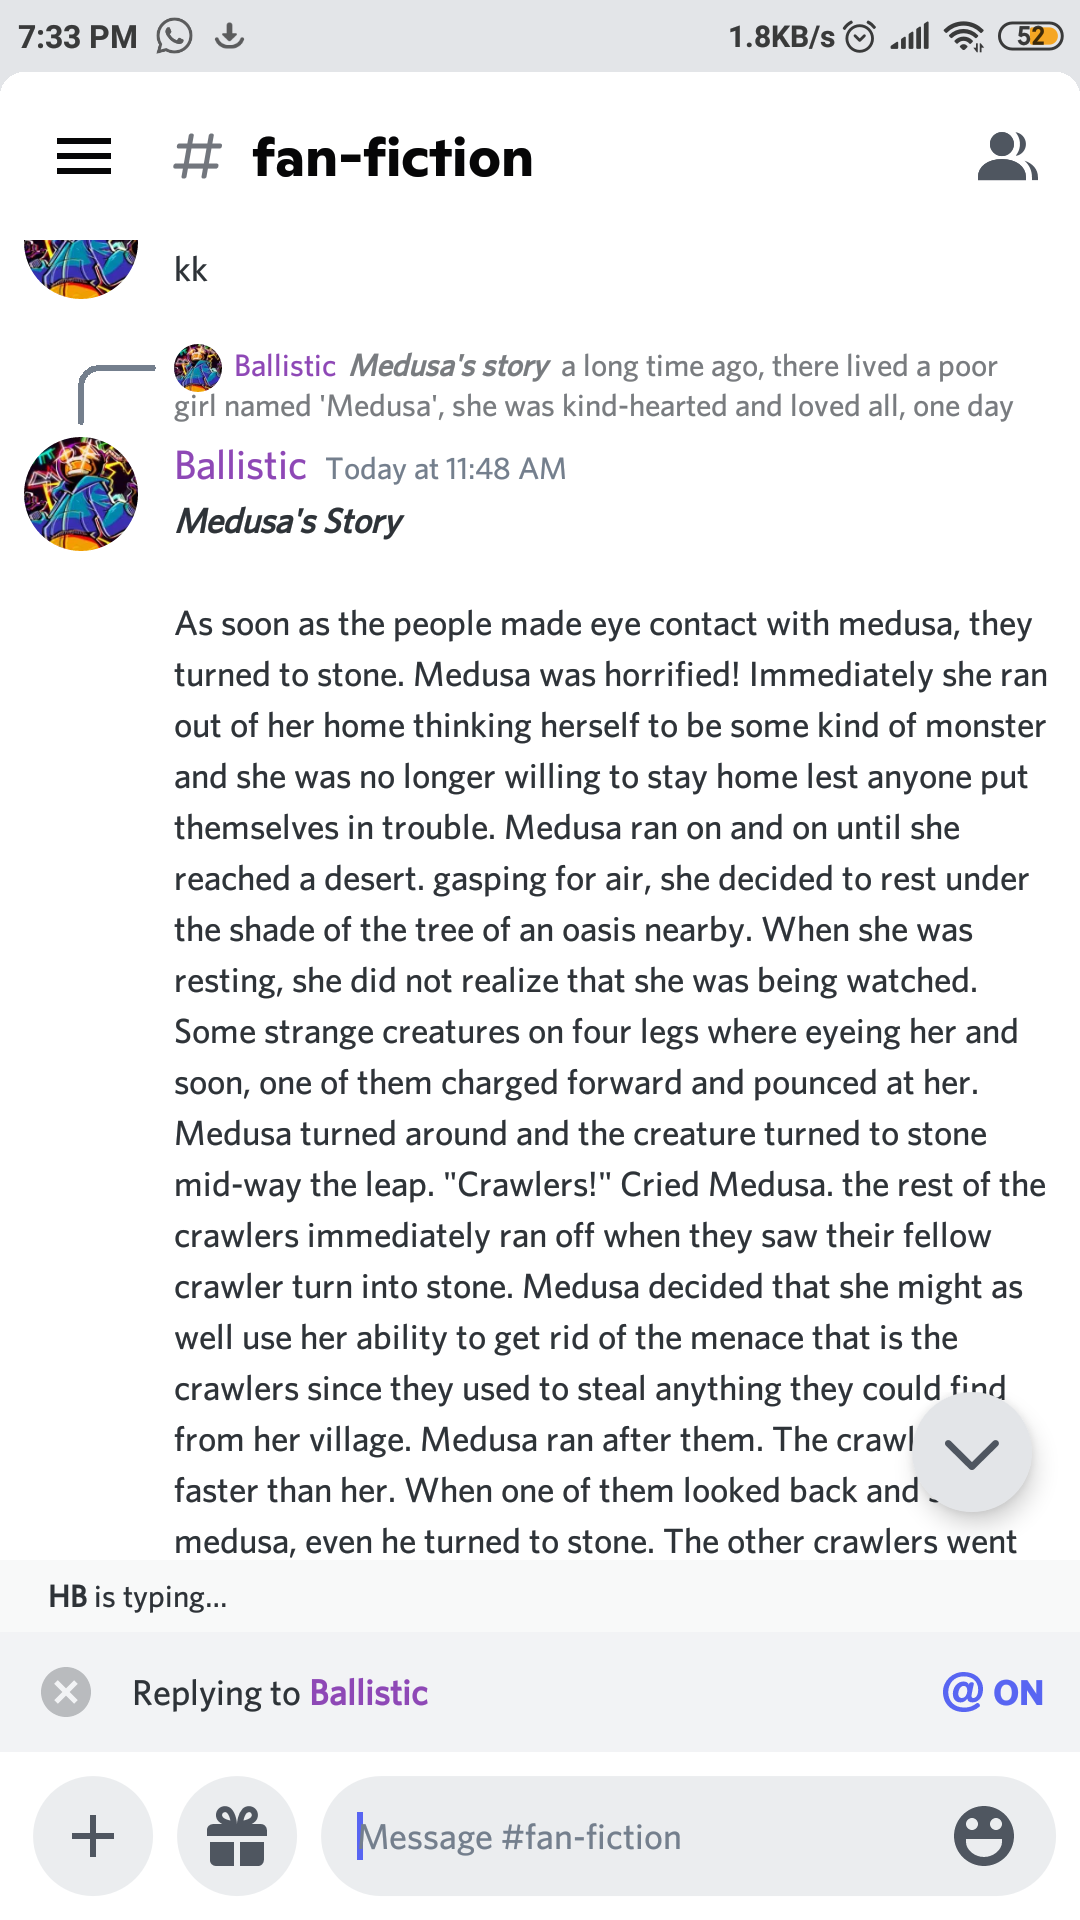 7:33 PM 1.8KB/s 52
# fan-fiction
kk
Ballistic Medusa's story a long time ago, there lived a poor
girl named 'Medusa', she was kind-hearted and loved all, one day
Ballistic Today at 11:48 AM
Medusa's Story
As soon as the people made eye contact with medusa, they
turned to stone. Medusa was horrified! Immediately she ran
out of her home thinking herself to be some kind of monster
and she was no longer willing to stay home lest anyone put
themselves in trouble. Medusa ran on and on until she
reached a desert. gasping for air, she decided to rest under
the shade of the tree of an oasis nearby. When she was
resting, she did not realize that she was being watched.
Some strange creatures on four legs where eyeing her and
soon, one of them charged forward and pounced at her.
Medusa turned around and the creature turned to stone
mid-way the leap. "Crawlers!" Cried Medusa. the rest of the
crawlers immediately ran off when they saw their fellow
crawler turn into stone. Medusa decided that she might as
well use her ability to get rid of the menace that is the
crawlers since they used to steal anything they could find
from her village. Medusa ran after them. The
faster than her. When one of them looked back and
medusa, even he turned to stone. The other crawlers went
HB is typing...
Replying to Ballistic @ ON
Message #fan-fiction